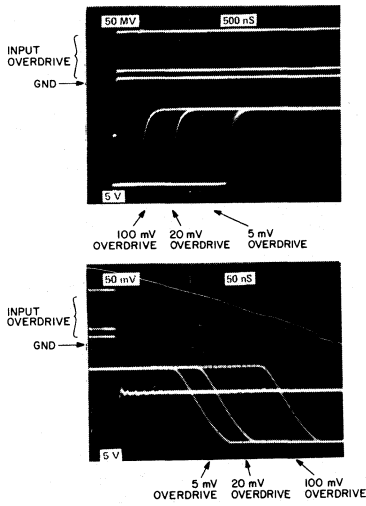 50 MV 500 nS
INPUT
OVERDRIVE
GND
5 V
100 mV 20 mV 5 mV
OVERDRIVE OVERDRIVE OVERDRIVE
50 mV 50 nS
INPUT
OVERDRIVE
GND
5 V
5 mV 20 mV 100 mV
OVERDRIVE OVERDRIVE OVERDRIVE